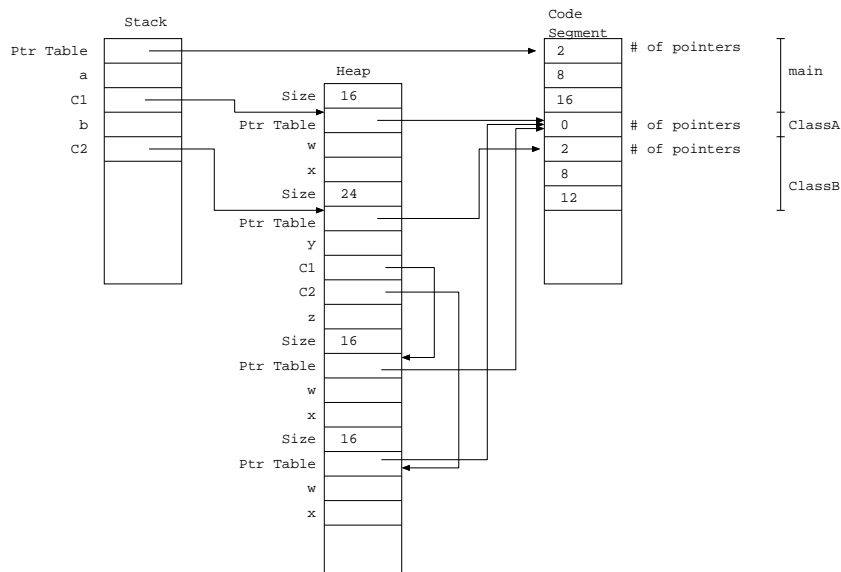 Stack
Code
Segment
Ptr Table
2
# of pointers
a
8
main
Heap
Size
16
C1
16
Ptr Table
b
0
# of pointers
ClassA
w
C2
2
# of pointers
x
8
ClassB
Size
24
12
Ptr Table
y
C1
C2
z
Size
16
Ptr Table
w
x
Size
16
Ptr Table
w
x